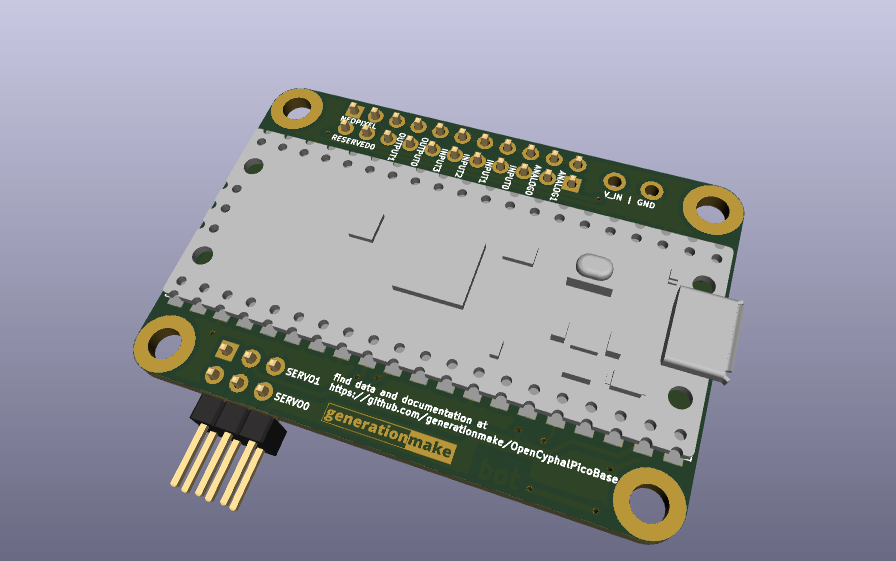 NEOPIXEL
RESERVED0
OUTPUT1
OUTPUT0
INPUT3
INPUT2
INPUT1
INPUT0
ANALOG0
ANALOG1
V_IN | GND
SERVO1
SERVO0
find data and documentation at
https://github.com/generationmake/OpenCyphalPicoBase
generationmake
bot